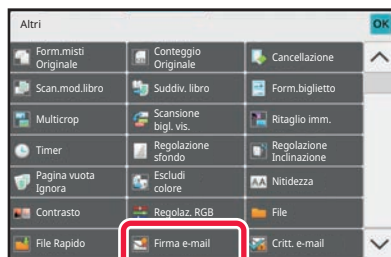 Altri
OK
Form.misti
Originale
Conteggio
Originale
Cancellazione
Scan.mod.libro
Suddiv. libro
Form.biglietto
Multicrop
Scansione
bigl. vis.
Ritaglio imm.
Timer
Regolazione
sfondo
Regolazione
Inclinazione
Pagina vuota
Ignora
Escludi
colore
AA Nitidezza
Contrasto
Regolaz. RGB
File
File Rapido
Firma e-mail
Critt. e-mail